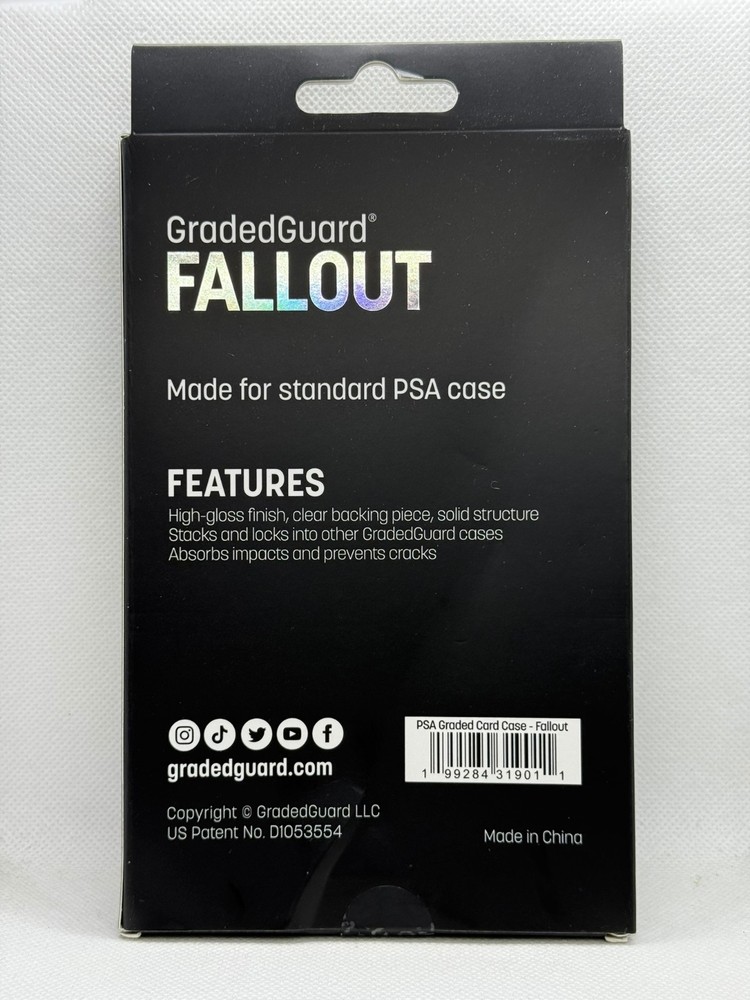 GradedGuard®
FALLOUT
Made for standard PSA case
FEATURES
High-gloss finish, clear backing piece, solid structure
Stacks and locks into other GradedGuard cases
Absorbs impacts and prevents cracks
gradedguard.com
PSA Graded Card Case - Fallout
1 99284 31901 1
Copyright © GradedGuard LLC
US Patent No. D1053554
Made in China